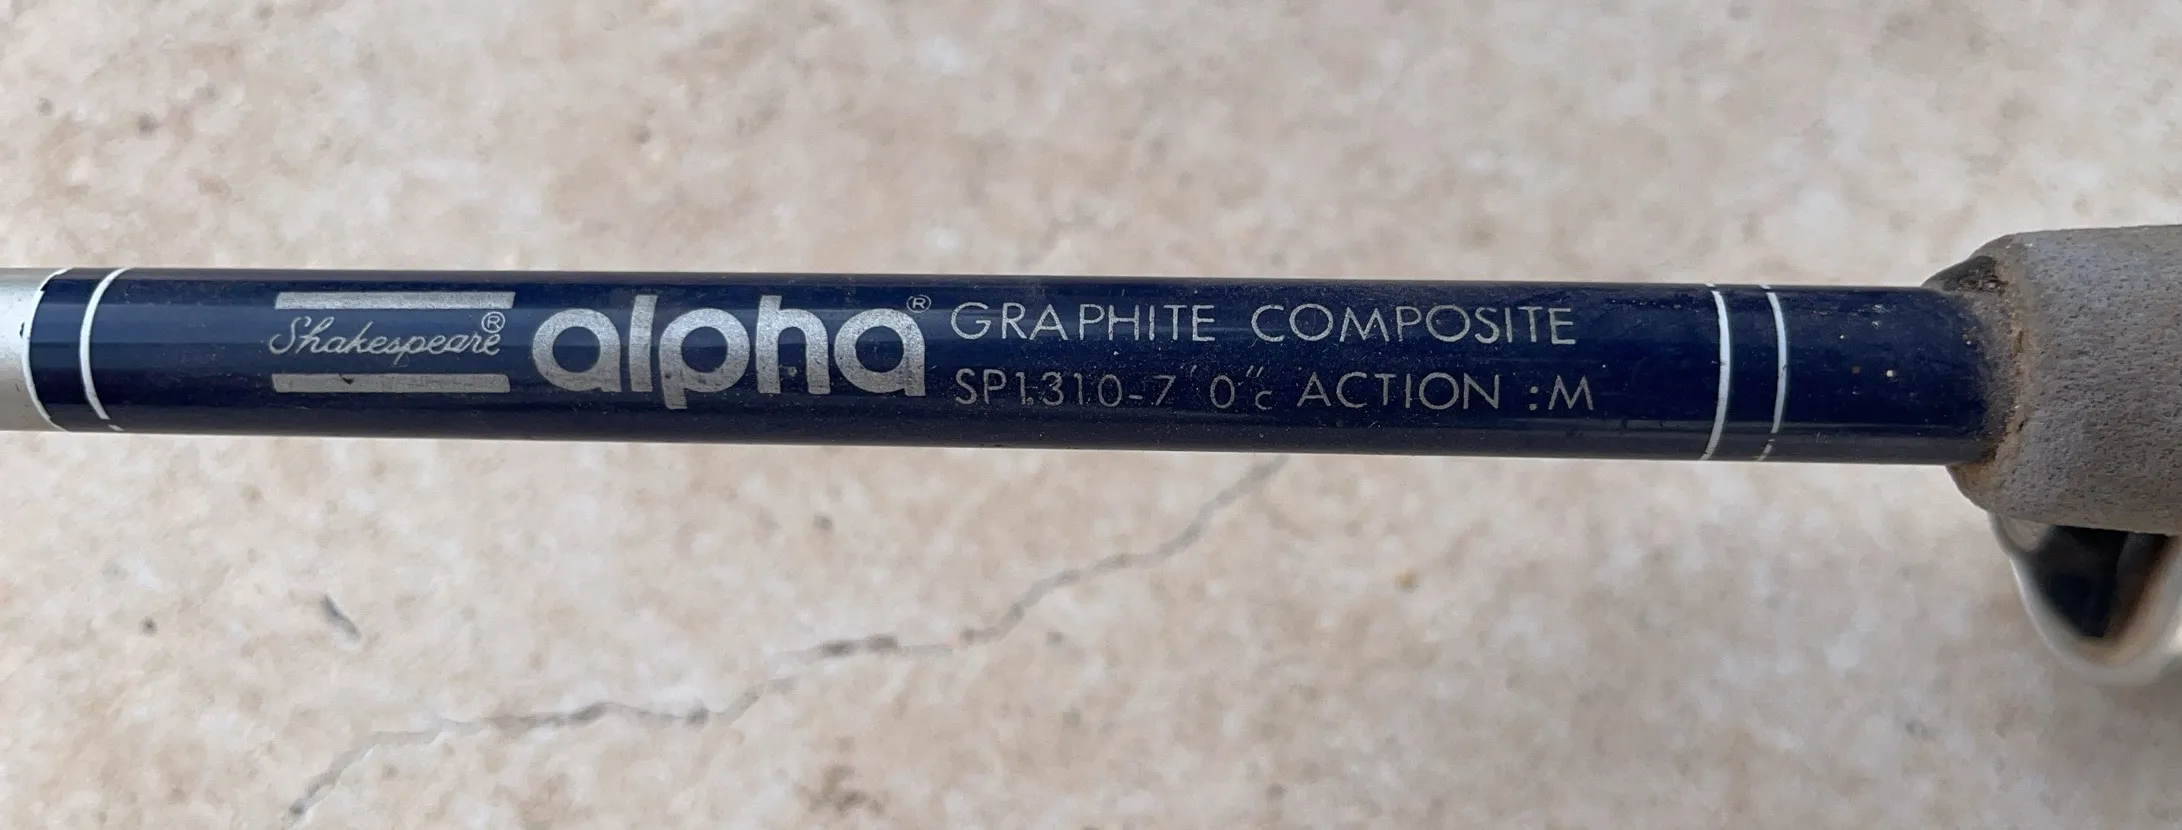 Shakespeare® alpha® GRAPHITE COMPOSITE
SP1310-7′0″c ACTION :M